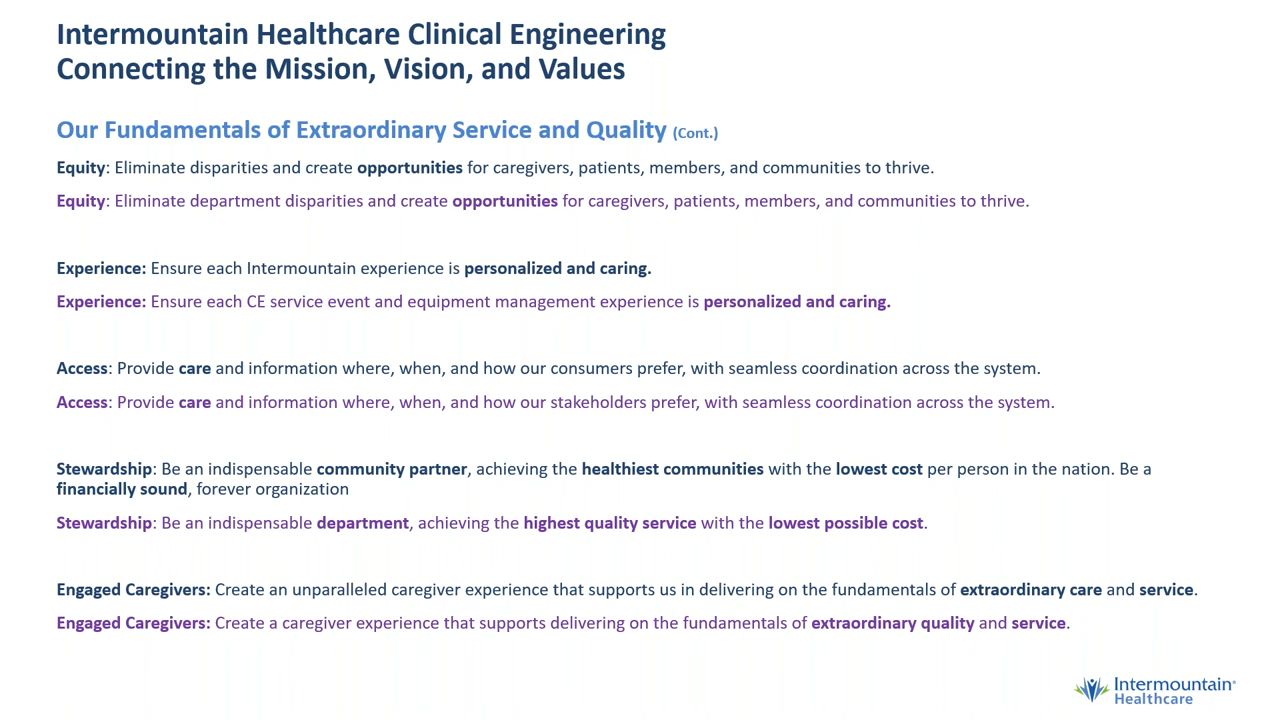 Intermountain Healthcare Clinical Engineering
Connecting the Mission, Vision, and Values
Our Fundamentals of Extraordinary Service and Quality (Cont.)
Equity: Eliminate disparities and create opportunities for caregivers, patients, members, and communities to thrive.
Equity: Eliminate department disparities and create opportunities for caregivers, patients, members, and communities to thrive.
Experience: Ensure each Intermountain experience is personalized and caring.
Experience: Ensure each CE service event and equipment management experience is personalized and caring.
Access: Provide care and information where, when, and how our consumers prefer, with seamless coordination across the system.
Access: Provide care and information where, when, and how our stakeholders prefer, with seamless coordination across the system.
Stewardship: Be an indispensable community partner, achieving the healthiest communities with the lowest cost per person in the nation. Be a
financially sound, forever organization
Stewardship: Be an indispensable department, achieving the highest quality service with the lowest possible cost.
Engaged Caregivers: Create an unparalleled caregiver experience that supports us in delivering on the fundamentals of extraordinary care and service.
Engaged Caregivers: Create a caregiver experience that supports delivering on the fundamentals of extraordinary quality and service.
Intermountain®
Healthcare